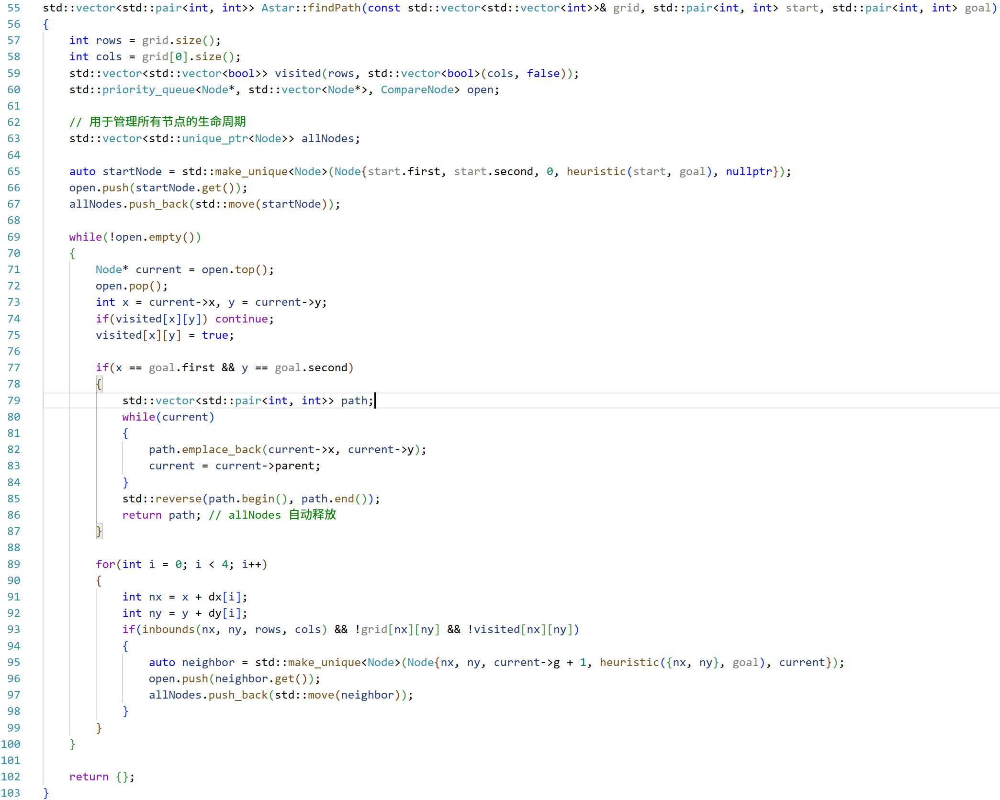 55 std::vector<std::pair<int, int>> Astar::findPath(const std::vector<std::vector<int>>& grid, std::pair<int, int> start, std::pair<int, int> goal)
56 {
57     int rows = grid.size();
58     int cols = grid[0].size();
59     std::vector<std::vector<bool>> visited(rows, std::vector<bool>(cols, false));
60     std::priority_queue<Node*, std::vector<Node*>, CompareNode> open;
61
62     // 用于管理所有节点的生命周期
63     std::vector<std::unique_ptr<Node>> allNodes;
64
65     auto startNode = std::make_unique<Node>(Node{start.first, start.second, 0, heuristic(start, goal), nullptr});
66     open.push(startNode.get());
67     allNodes.push_back(std::move(startNode));
68
69     while(!open.empty())
70     {
71         Node* current = open.top();
72         open.pop();
73         int x = current->x, y = current->y;
74         if(visited[x][y]) continue;
75         visited[x][y] = true;
76
77         if(x == goal.first && y == goal.second)
78         {
79             std::vector<std::pair<int, int>> path;
80             while(current)
81             {
82                 path.emplace_back(current->x, current->y);
83                 current = current->parent;
84             }
85             std::reverse(path.begin(), path.end());
86             return path; // allNodes 自动释放
87         }
88
89         for(int i = 0; i < 4; i++)
90         {
91             int nx = x + dx[i];
92             int ny = y + dy[i];
93             if(inbounds(nx, ny, rows, cols) && !grid[nx][ny] && !visited[nx][ny])
94             {
95                 auto neighbor = std::make_unique<Node>(Node{nx, ny, current->g + 1, heuristic({nx, ny}, goal), current});
96                 open.push(neighbor.get());
97                 allNodes.push_back(std::move(neighbor));
98             }
99         }
100     }
101
102     return {};
103 }